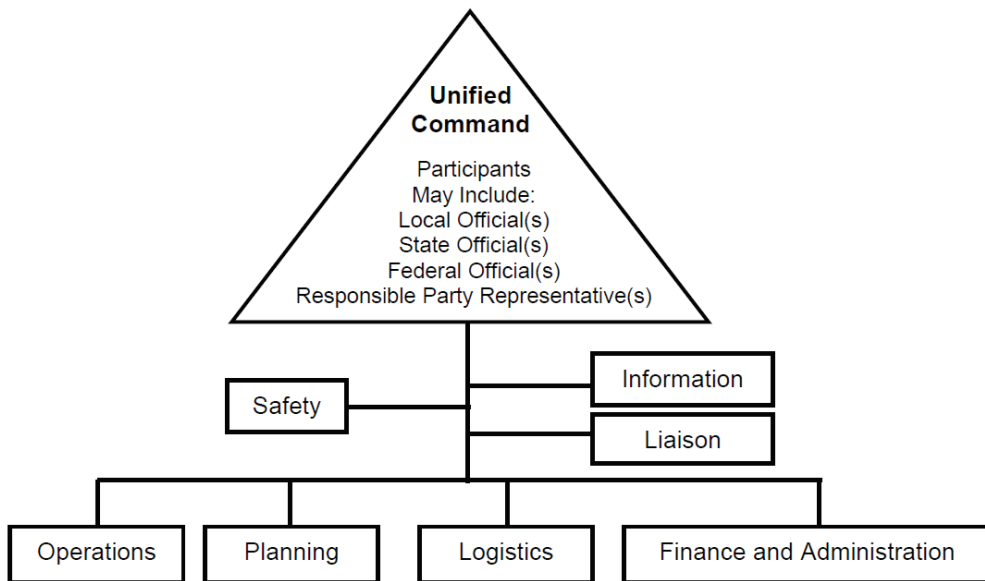 Unified
Command
Participants
May Include:
Local Official(s)
State Official(s)
Federal Official(s)
Responsible Party Representative(s)
Information
Safety
Liaison
Operations
Planning
Logistics
Finance and Administration